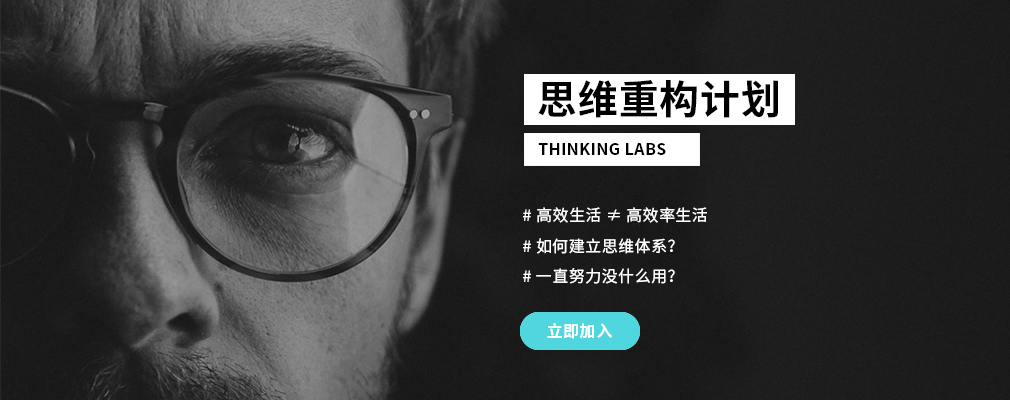 思维重构计划
THINKING LABS
# 高效生活 ≠ 高效率生活
# 如何建立思维体系?
# 一直努力没什么用?
立即加入